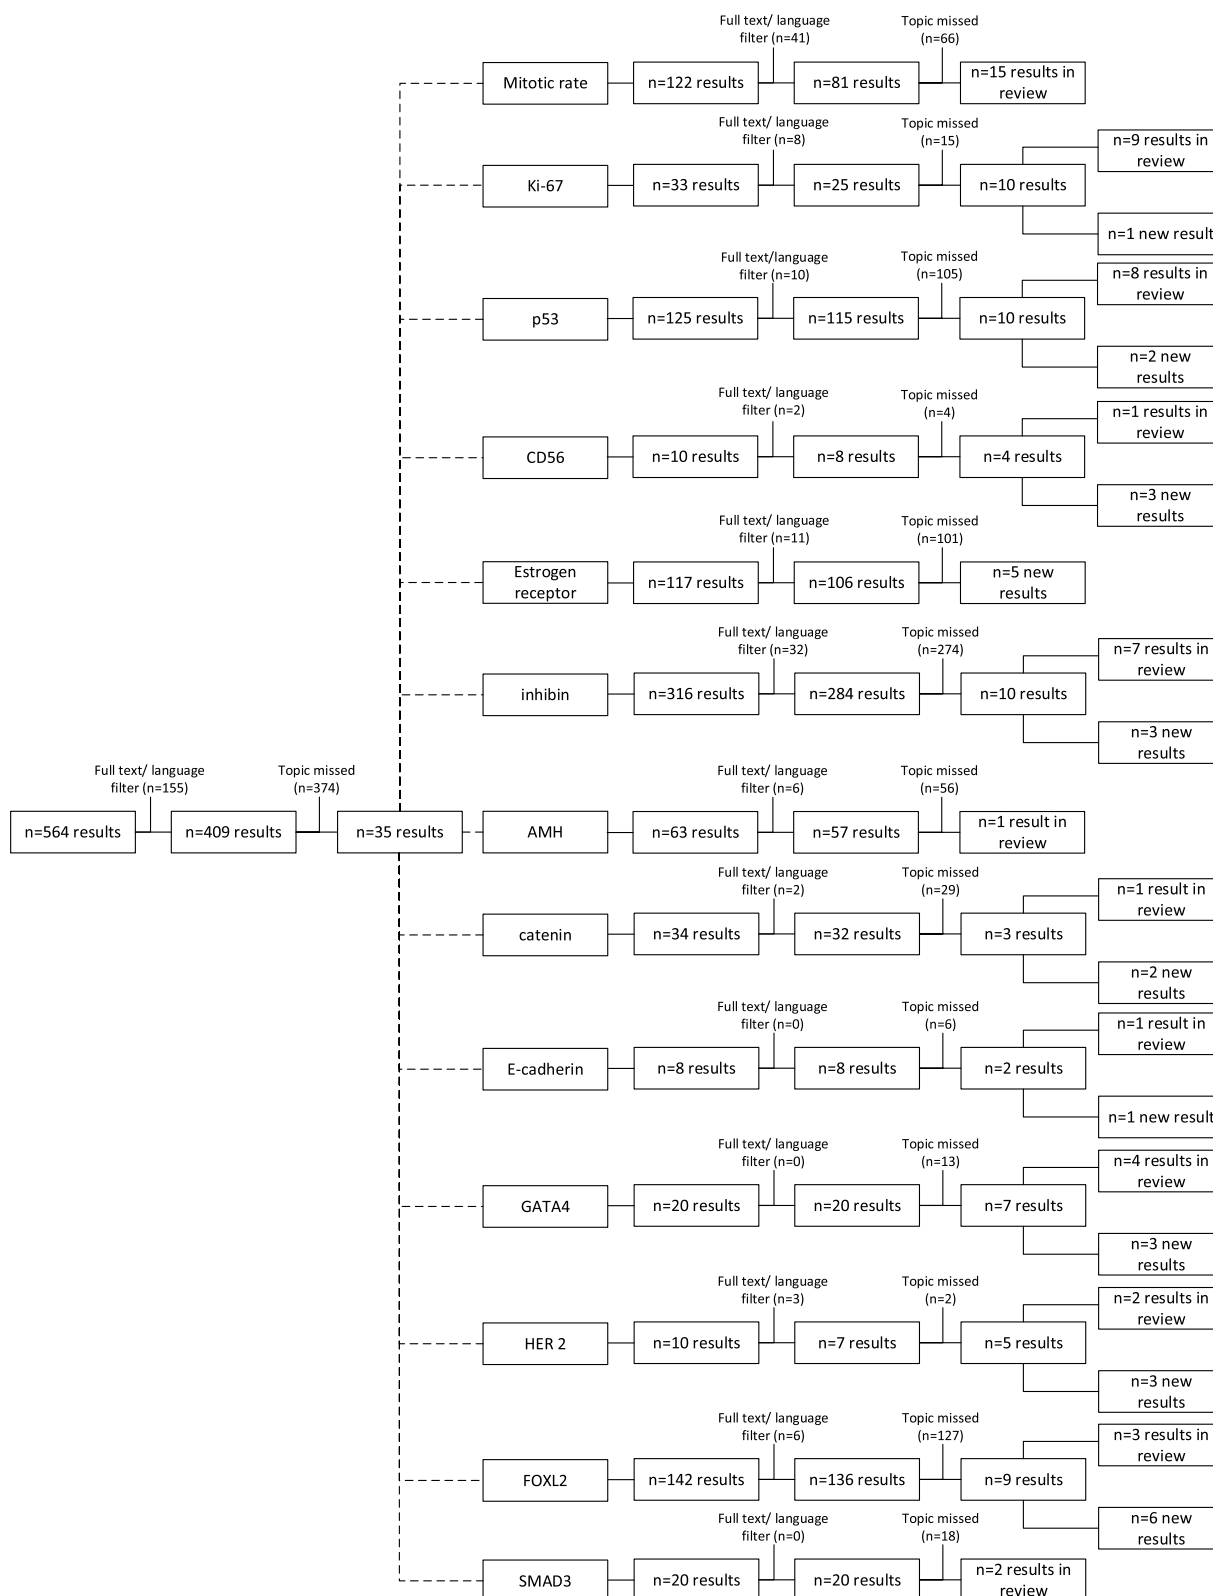 Full text/ language
filter (n=41)
Topic missed
(n=66)
Mitotic rate
n=122 results
n=81 results
n=15 results in
review
Full text/ language
filter (n=8)
Topic missed
(n=15)
n=9 results in
review
Ki-67
n=33 results
n=25 results
n=10 results
n=1 new result
Full text/language
filter (n=10)
Topic missed
(n=105)
n=8 results in
review
p53
n=125 results
n=115 results
n=10 results
n=2 new
results
Full text/ language
filter (n=2)
Topic missed
(n=4)
n=1 results in
review
CD56
n=10 results
n=8 results
n=4 results
n=3 new
results
Full text/ language
filter (n=11)
Topic missed
(n=101)
Estrogen
receptor
n=117 results
n=106 results
n=5 new
results
Full text/ language
filter (n=32)
Topic missed
(n=274)
n=7 results in
review
inhibin
n=316 results
n=284 results
n=10 results
n=3 new
results
Full text/ language
filter (n=155)
Topic missed
(n=374)
n=564 results
n=409 results
n=35 results
Full text/ language
filter (n=6)
Topic missed
(n=56)
AMH
n=63 results
n=57 results
n=1 result in
review
Full text/ language
filter (n=2)
Topic missed
(n=29)
n=1 result in
review
catenin
n=34 results
n=32 results
n=3 results
n=2 new
results
Full text/ language
filter (n=0)
Topic missed
(n=6)
n=1 result in
review
E-cadherin
n=8 results
n=8 results
n=2 results
n=1 new result
Full text/ language
filter (n=0)
Topic missed
(n=13)
n=4 results in
review
GATA4
n=20 results
n=20 results
n=7 results
n=3 new
results
Full text/ language
filter (n=3)
Topic missed
(n=2)
n=2 results in
review
HER 2
n=10 results
n=7 results
n=5 results
n=3 new
results
Full text/ language
filter (n=6)
Topic missed
(n=127)
n=3 results in
review
FOXL2
n=142 results
n=136 results
n=9 results
n=6 new
results
Full text/ language
filter (n=0)
Topic missed
(n=18)
SMAD3
n=20 results
n=20 results
n=2 results in
review